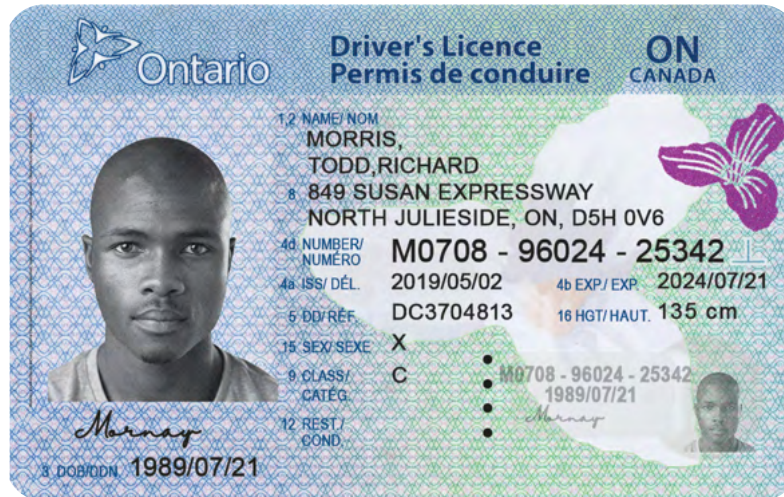 Ontario
Driver's Licence
Permis de conduire
ON
CANADA
1,2 NAME/ NOM
MORRIS,
TODD,RICHARD
8 849 SUSAN EXPRESSWAY
NORTH JULIESIDE, ON, D5H 0V6
4d NUMBER/ NUMÉRO M0708 - 96024 - 25342
4a ISS/ DÉL. 2019/05/02 4b EXP./ EXP. 2024/07/21
5 DD/RÉF. DC3704813 16 HGT/ HAUT. 135 cm
15 SEX/ SEXE X
9 CLASS/ CATÉG. C
12 REST./ COND.
M0708 - 96024 - 25342
1989/07/21
Mornay
Mornay
3 DOB/DDN. 1989/07/21